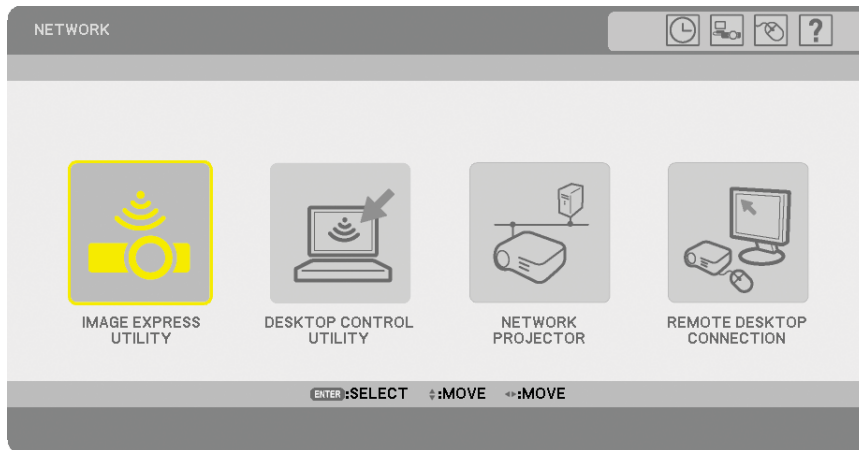 NETWORK
?
IMAGE EXPRESS
UTILITY
DESKTOP CONTROL
UTILITY
NETWORK
PROJECTOR
REMOTE DESKTOP
CONNECTION
ENTER:SELECT :MOVE :MOVE